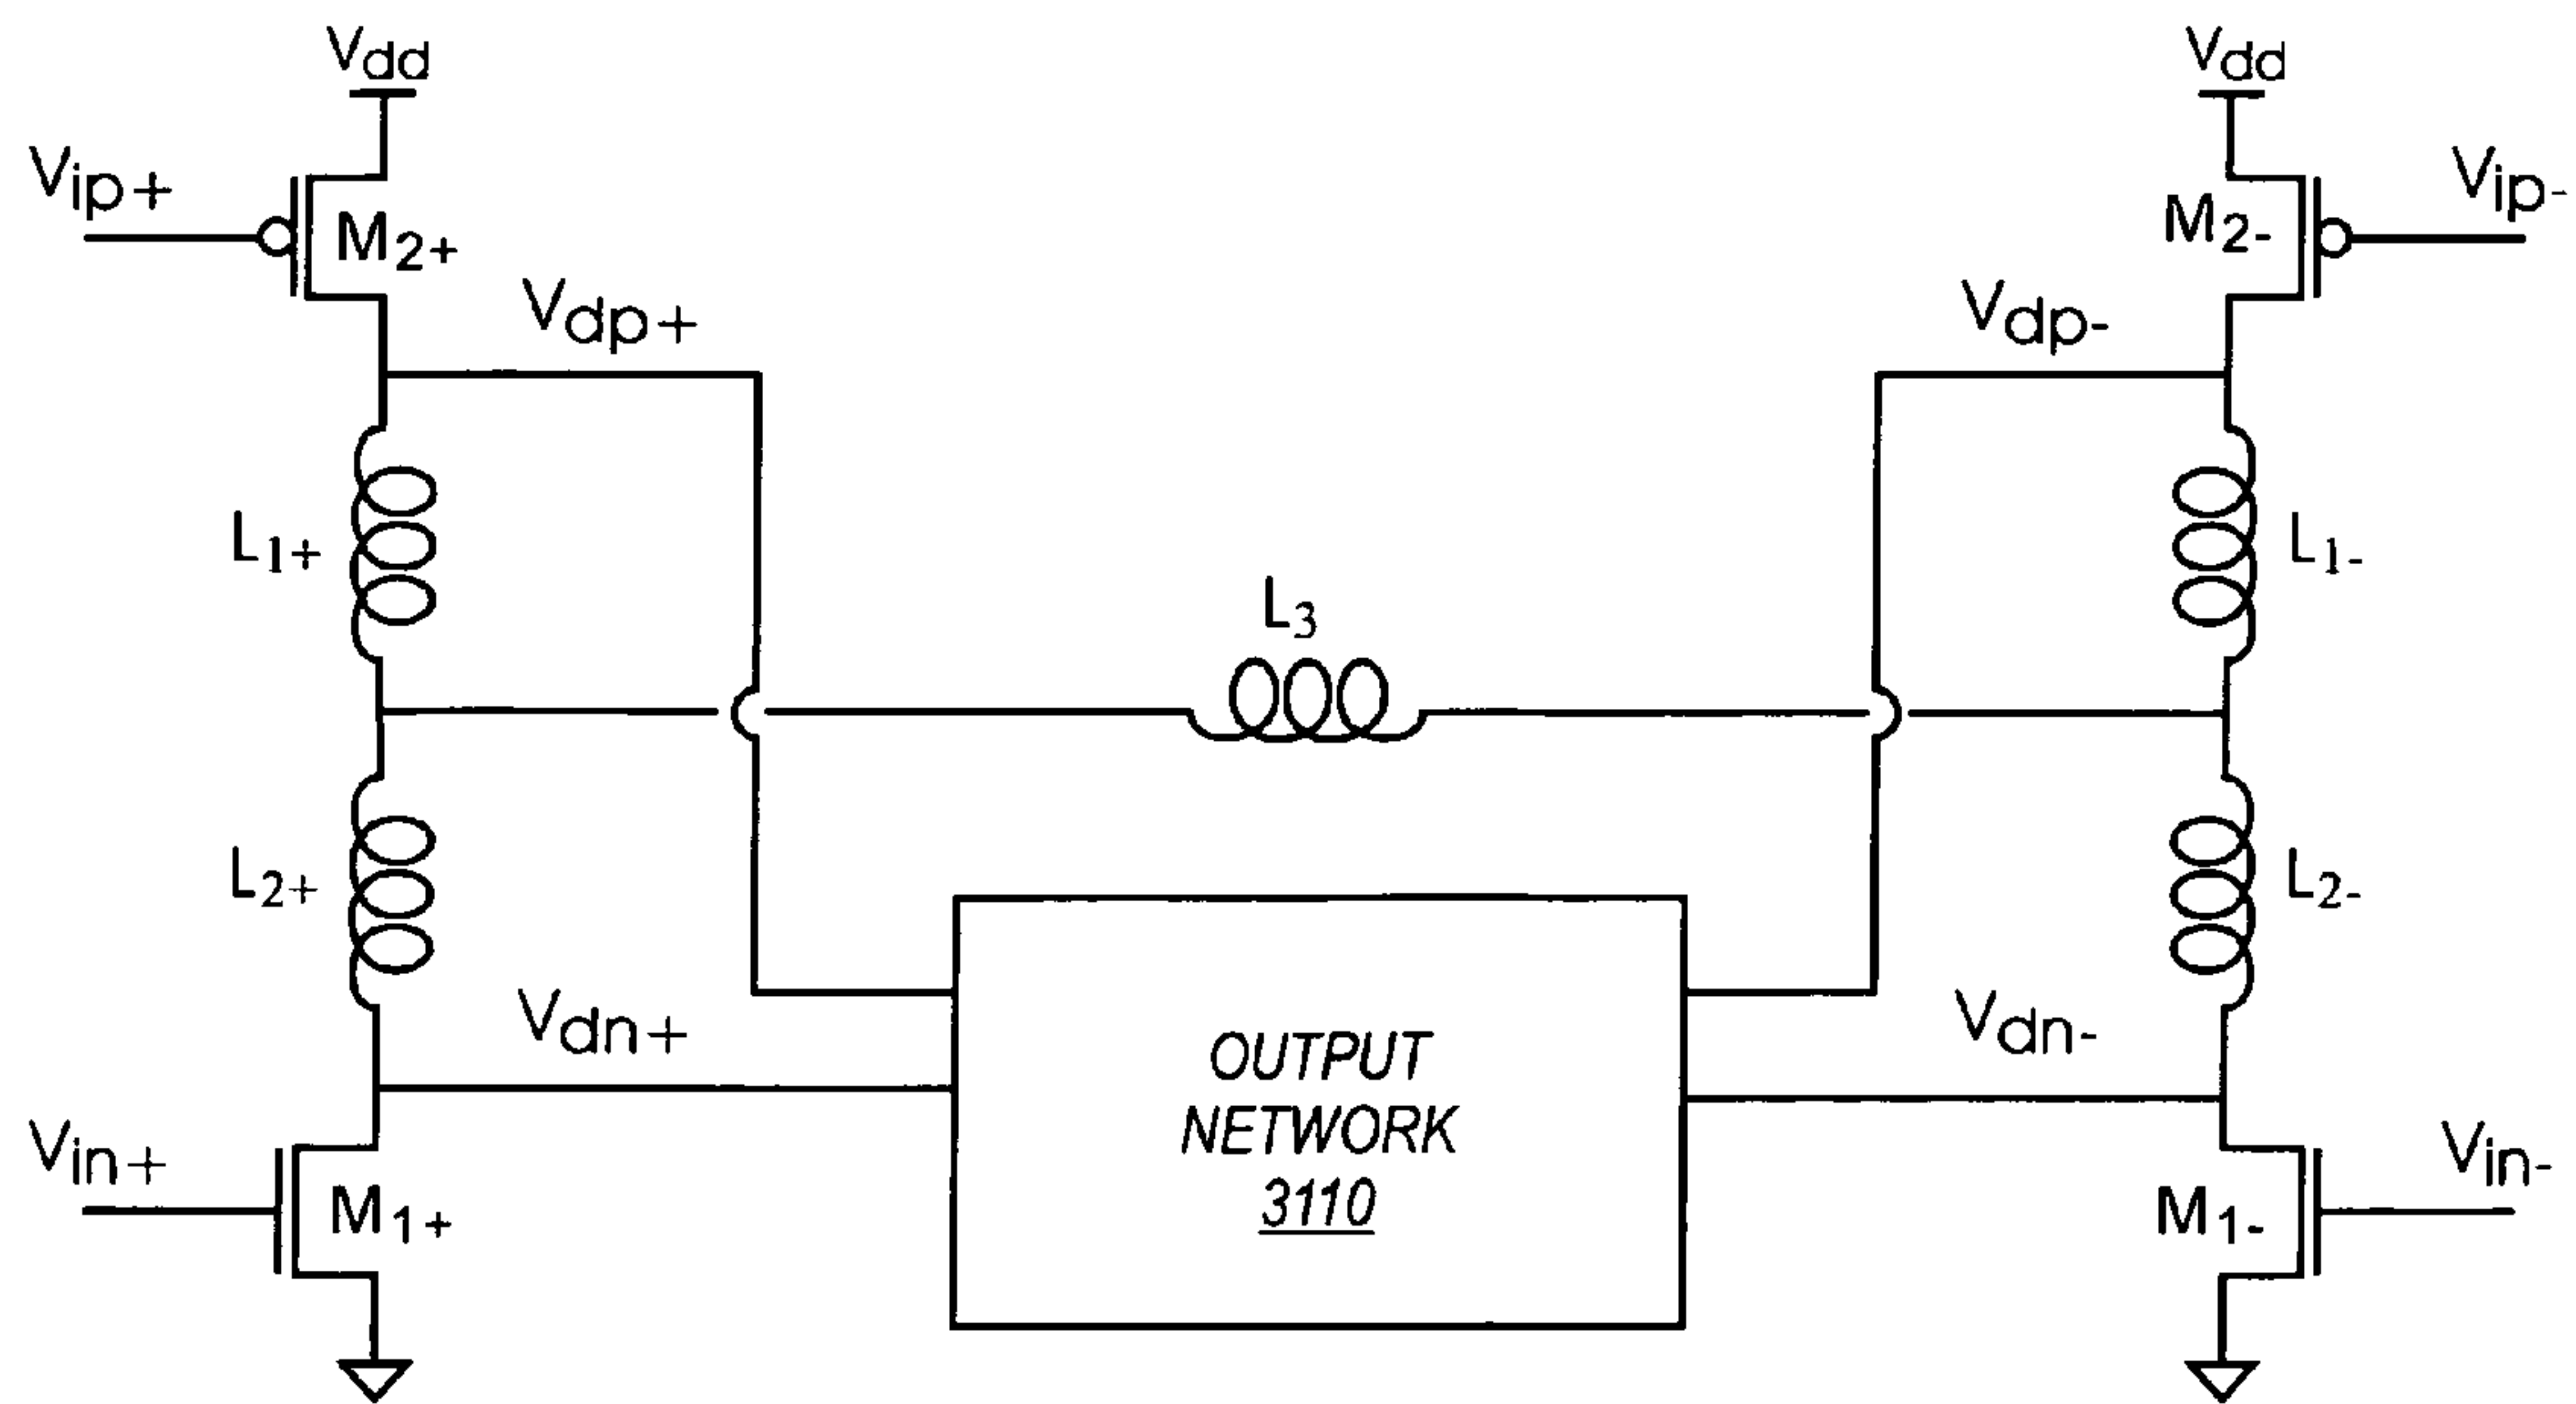 Vdd
Vdd
Vip+
Vip-
M2+
M2-
Vdp+
Vdp-
L1+
L1-
L3
L2+
L2-
Vdn+
Vdn-
OUTPUT
NETWORK
3110
Vin+
Vin-
M1+
M1-